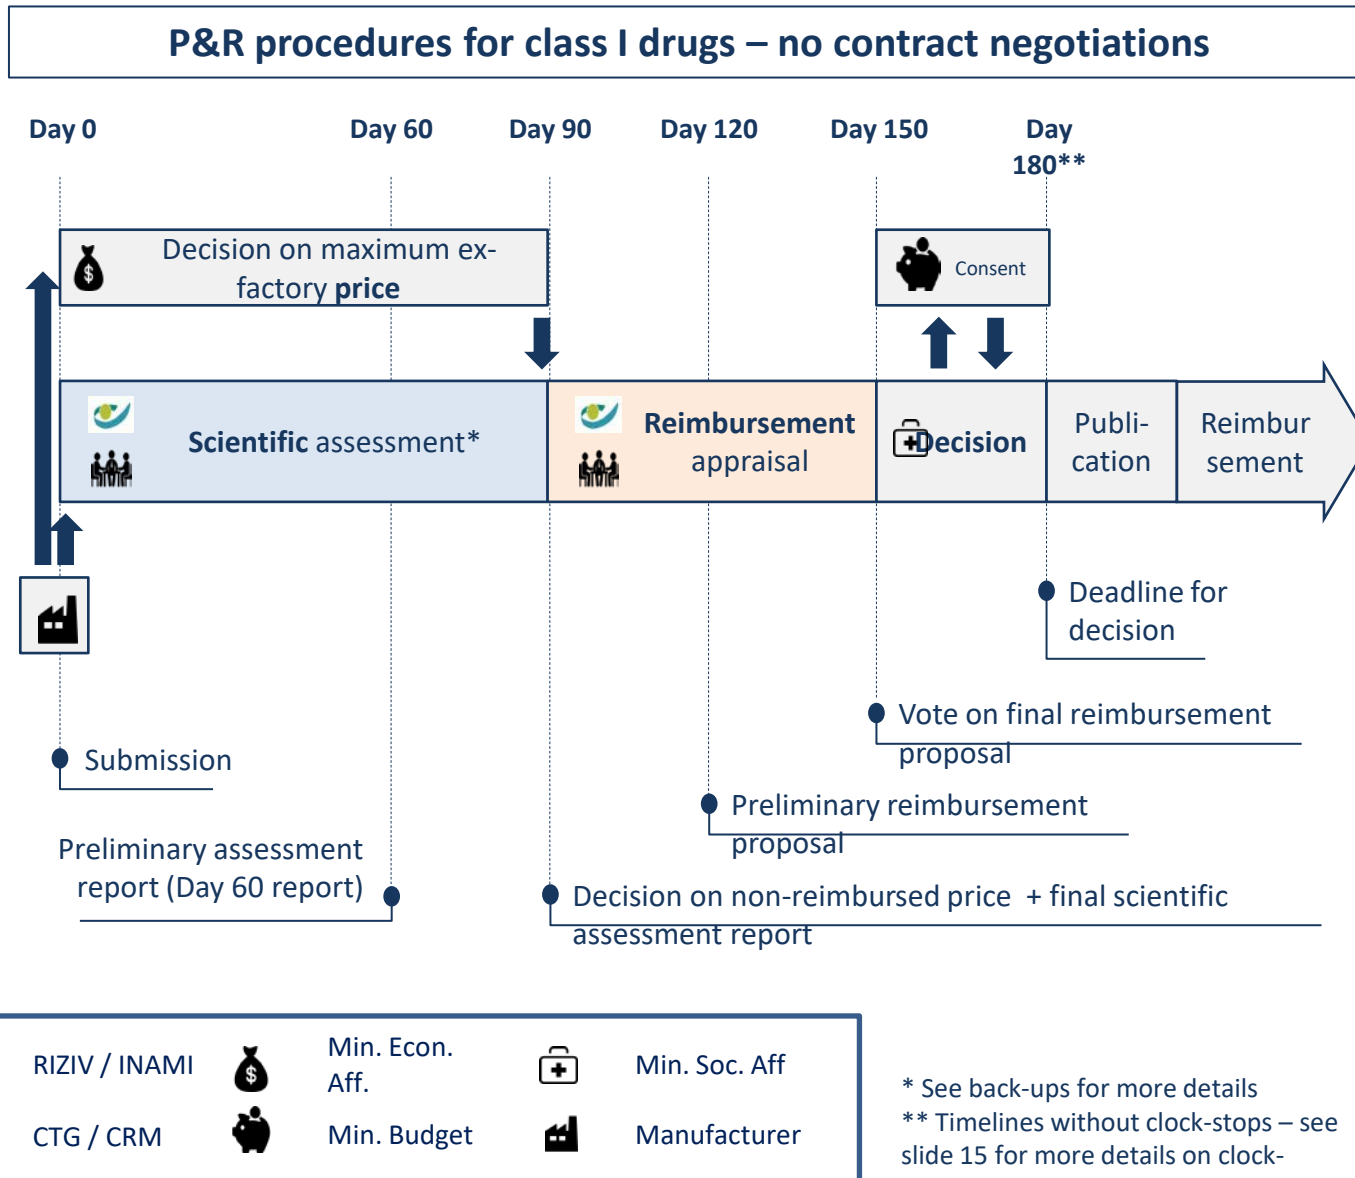 P&R procedures for class I drugs – no contract negotiations
Day 0
Day 60
Day 90
Day 120
Day 150
Day
180**
Decision on maximum ex-
factory price
Consent
Scientific assessment*
Reimbursement
appraisal
Decision
Publi-
cation
Reimbur
sement
Deadline for
decision
Vote on final reimbursement
proposal
Submission
Preliminary reimbursement
proposal
Preliminary assessment
report (Day 60 report)
Decision on non-reimbursed price + final scientific
assessment report
RIZIV / INAMI
Min. Econ.
Aff.
Min. Soc. Aff
CTG / CRM
Min. Budget
Manufacturer
* See back-ups for more details
** Timelines without clock-stops – see
slide 15 for more details on clock-